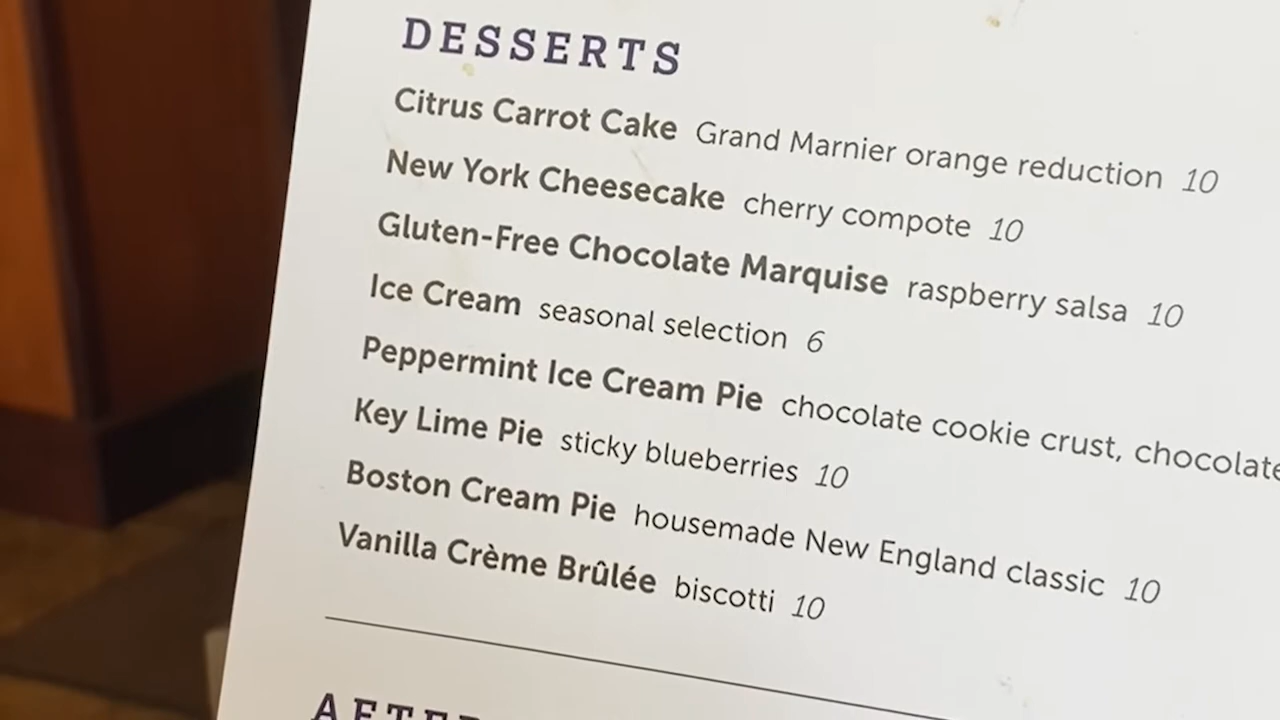 DESSERTS
Citrus Carrot Cake Grand Marnier orange reduction 10
New York Cheesecake cherry compote 10
Gluten-Free Chocolate Marquise raspberry salsa 10
Ice Cream seasonal selection 6
Peppermint Ice Cream Pie chocolate cookie crust, chocolate
Key Lime Pie sticky blueberries 10
Boston Cream Pie housemade New England classic 10
Vanilla Crème Brûlée biscotti 10